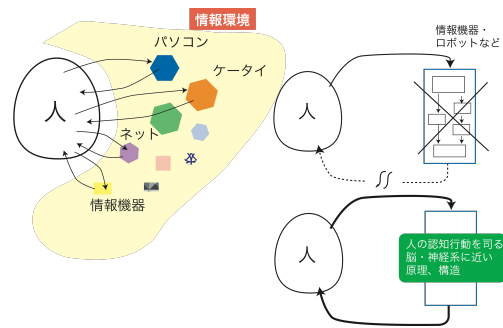 情報環境
パソコン
ケータイ
人
ネット
情報機器
情報機器・
ロボットなど
人
人
人の認知行動を司る
脳・神経系に近い
原理、構造